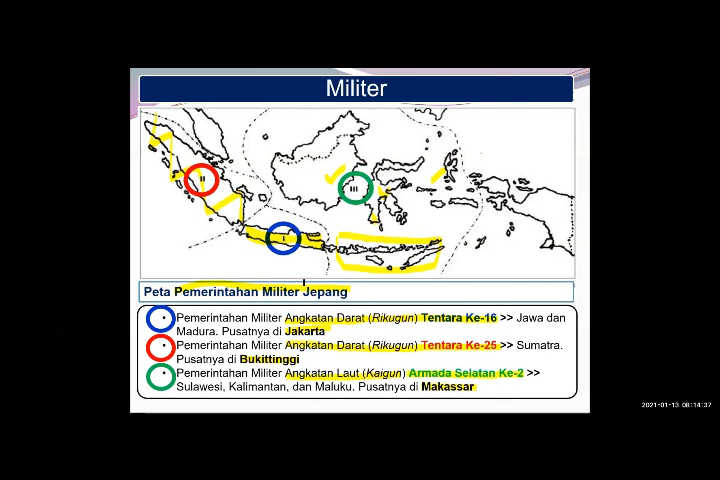 Militer
II
III
I
Peta Pemerintahan Militer Jepang
Pemerintahan Militer Angkatan Darat (Rikugun) Tentara Ke-16 >> Jawa dan
Madura. Pusatnya di Jakarta
Pemerintahan Militer Angkatan Darat (Rikugun) Tentara Ke-25 >> Sumatra.
Pusatnya di Bukittinggi
Pemerintahan Militer Angkatan Laut (Kaigun) Armada Selatan Ke-2 >>
Sulawesi, Kalimantan, dan Maluku. Pusatnya di Makassar
2021-01-13 08:14:37